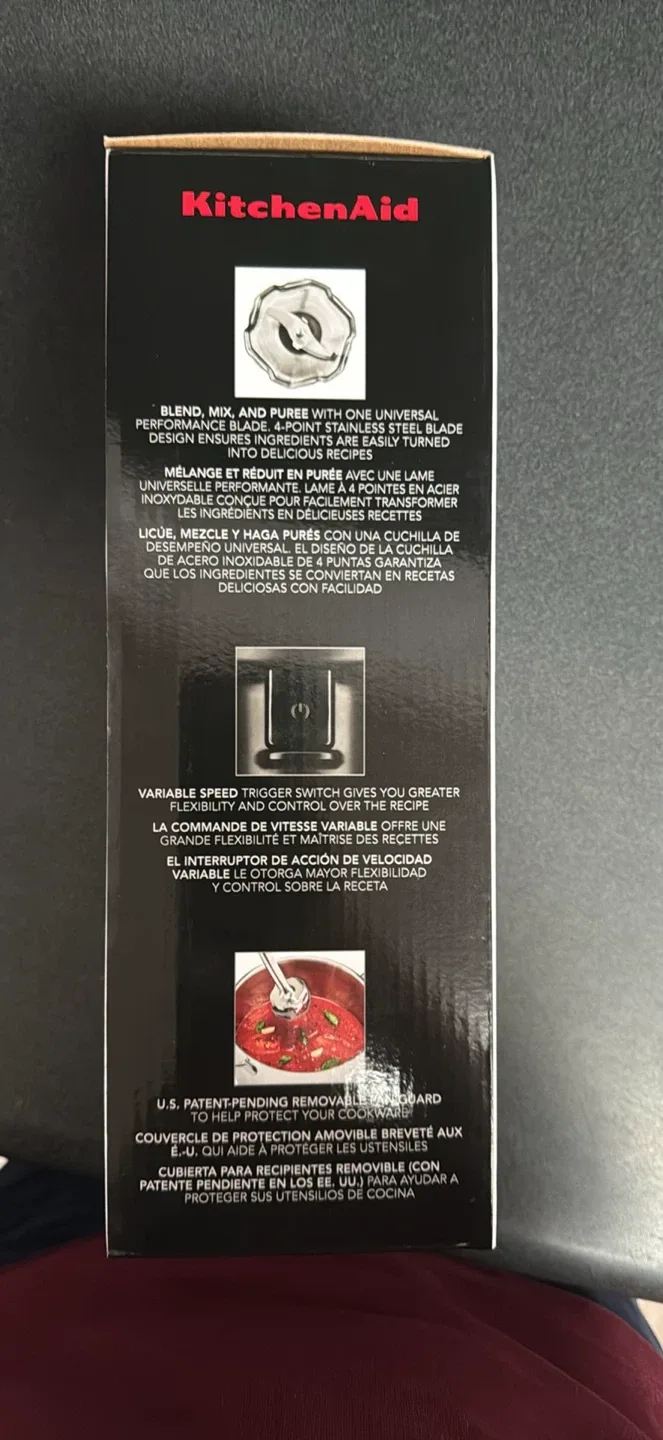 KitchenAid
BLEND, MIX, AND PUREE WITH ONE UNIVERSAL
PERFORMANCE BLADE. 4-POINT STAINLESS STEEL BLADE
DESIGN ENSURES INGREDIENTS ARE EASILY TURNED
INTO DELICIOUS RECIPES
MÉLANGE ET RÉDUIT EN PURÉE AVEC UNE LAME
UNIVERSELLE PERFORMANTE. LAME À 4 POINTES EN ACIER
INOXYDABLE CONÇUE POUR FACILEMENT TRANSFORMER
LES INGRÉDIENTS EN DÉLICIEUSES RECETTES
LICÚE, MEZCLE Y HAGA PURÉS CON UNA CUCHILLA DE
DESEMPEÑO UNIVERSAL. EL DISEÑO DE LA CUCHILLA
DE ACERO INOXIDABLE DE 4 PUNTAS GARANTIZA
QUE LOS INGREDIENTES SE CONVIERTAN EN RECETAS
DELICIOSAS CON FACILIDAD
VARIABLE SPEED TRIGGER SWITCH GIVES YOU GREATER
FLEXIBILITY AND CONTROL OVER THE RECIPE
LA COMMANDE DE VITESSE VARIABLE OFFRE UNE
GRANDE FLEXIBILITÉ ET MAÎTRISE DES RECETTES
EL INTERRUPTOR DE ACCIÓN DE VELOCIDAD
VARIABLE LE OTORGA MAYOR FLEXIBILIDAD
Y CONTROL SOBRE LA RECETA
U.S. PATENT-PENDING REMOVABLE PAN GUARD
TO HELP PROTECT YOUR COOKWARE
COUVERCLE DE PROTECTION AMOVIBLE BREVETÉ AUX
É.-U. QUI AIDE À PROTÉGER LES USTENSILES
CUBIERTA PARA RECIPIENTES REMOVIBLE (CON
PATENTE PENDIENTE EN LOS EE. UU.) PARA AYUDAR A
PROTEGER SUS UTENSILIOS DE COCINA